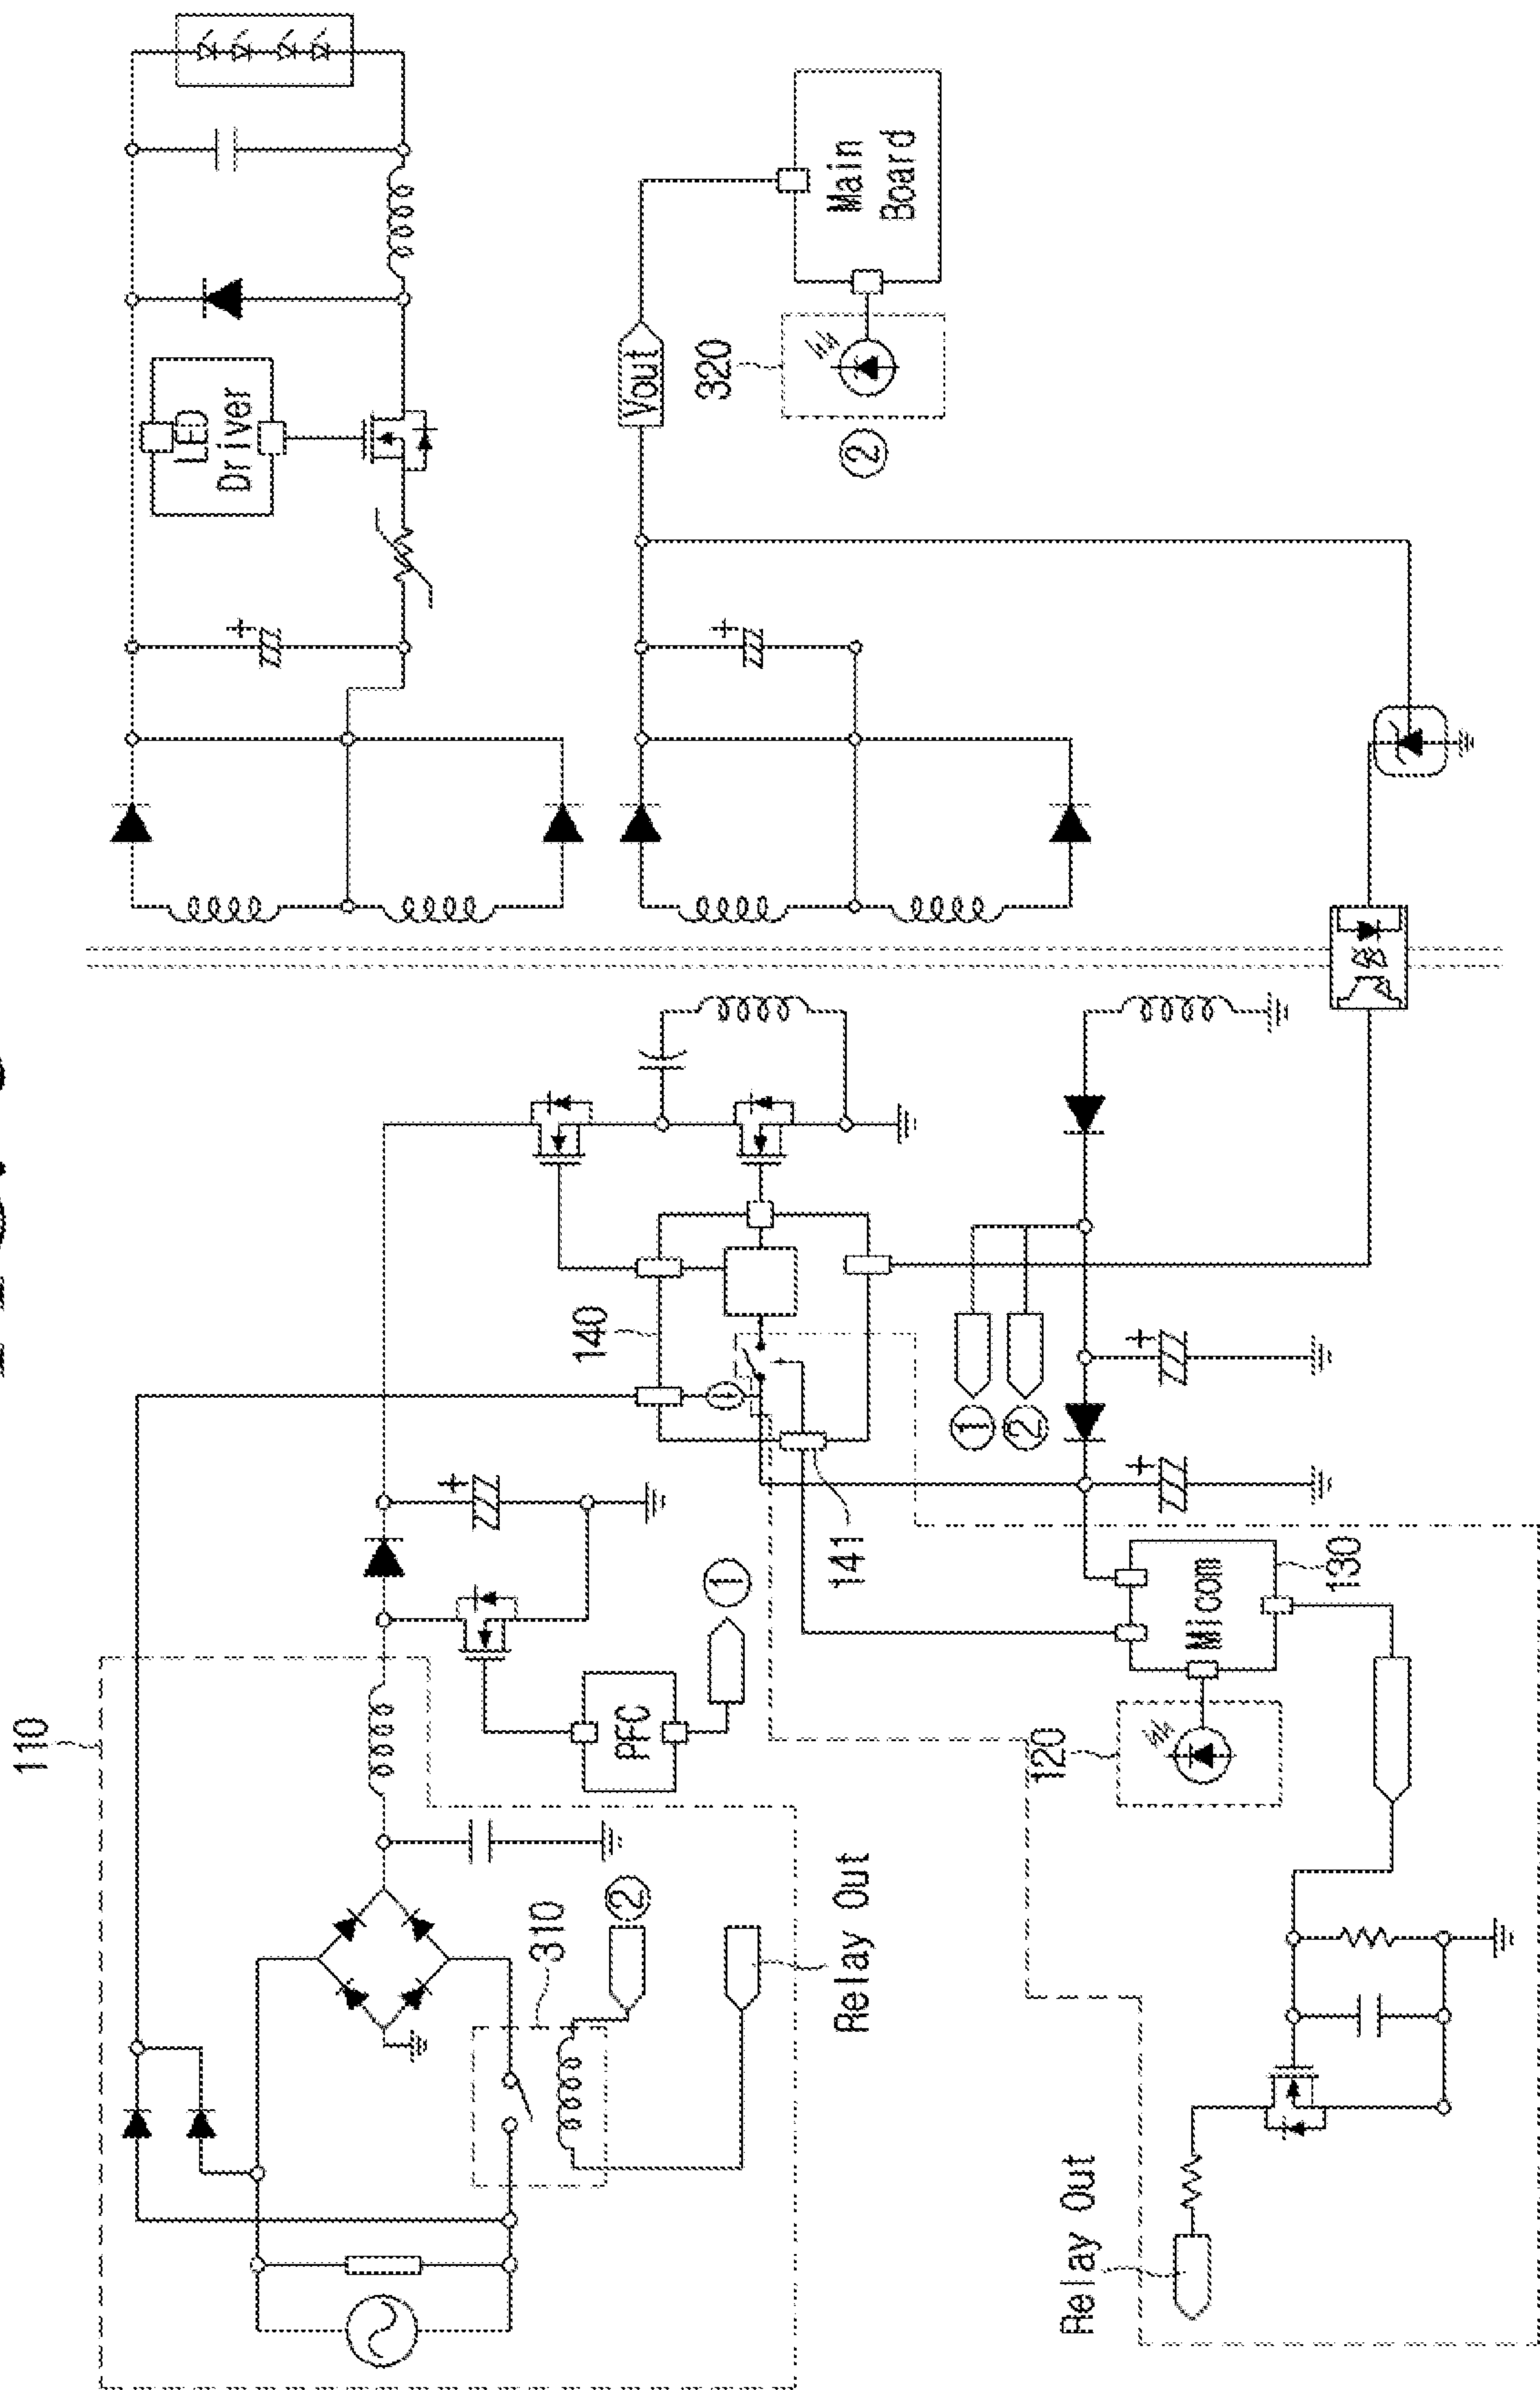 110
LED
Driver
310
140
②
PFC
Vout
320
①
Main
Board
②
Relay Out
141
①
②
120
Relay Out
Micom
130